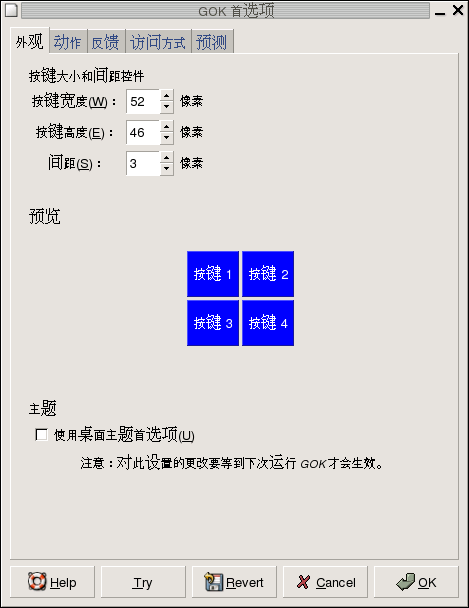 GOK 首选项
外观 动作 反馈 访问方式 预测
按键大小和间距控件
按键宽度(W)： 52 像素
按键高度(E)： 46 像素
间距(S)： 3 像素
预览
按键 1 按键 2
按键 3 按键 4
主题
使用桌面主题首选项(U)
注意：对此设置的更改要等到下次运行 GOK 才会生效。
Help Try Revert Cancel OK